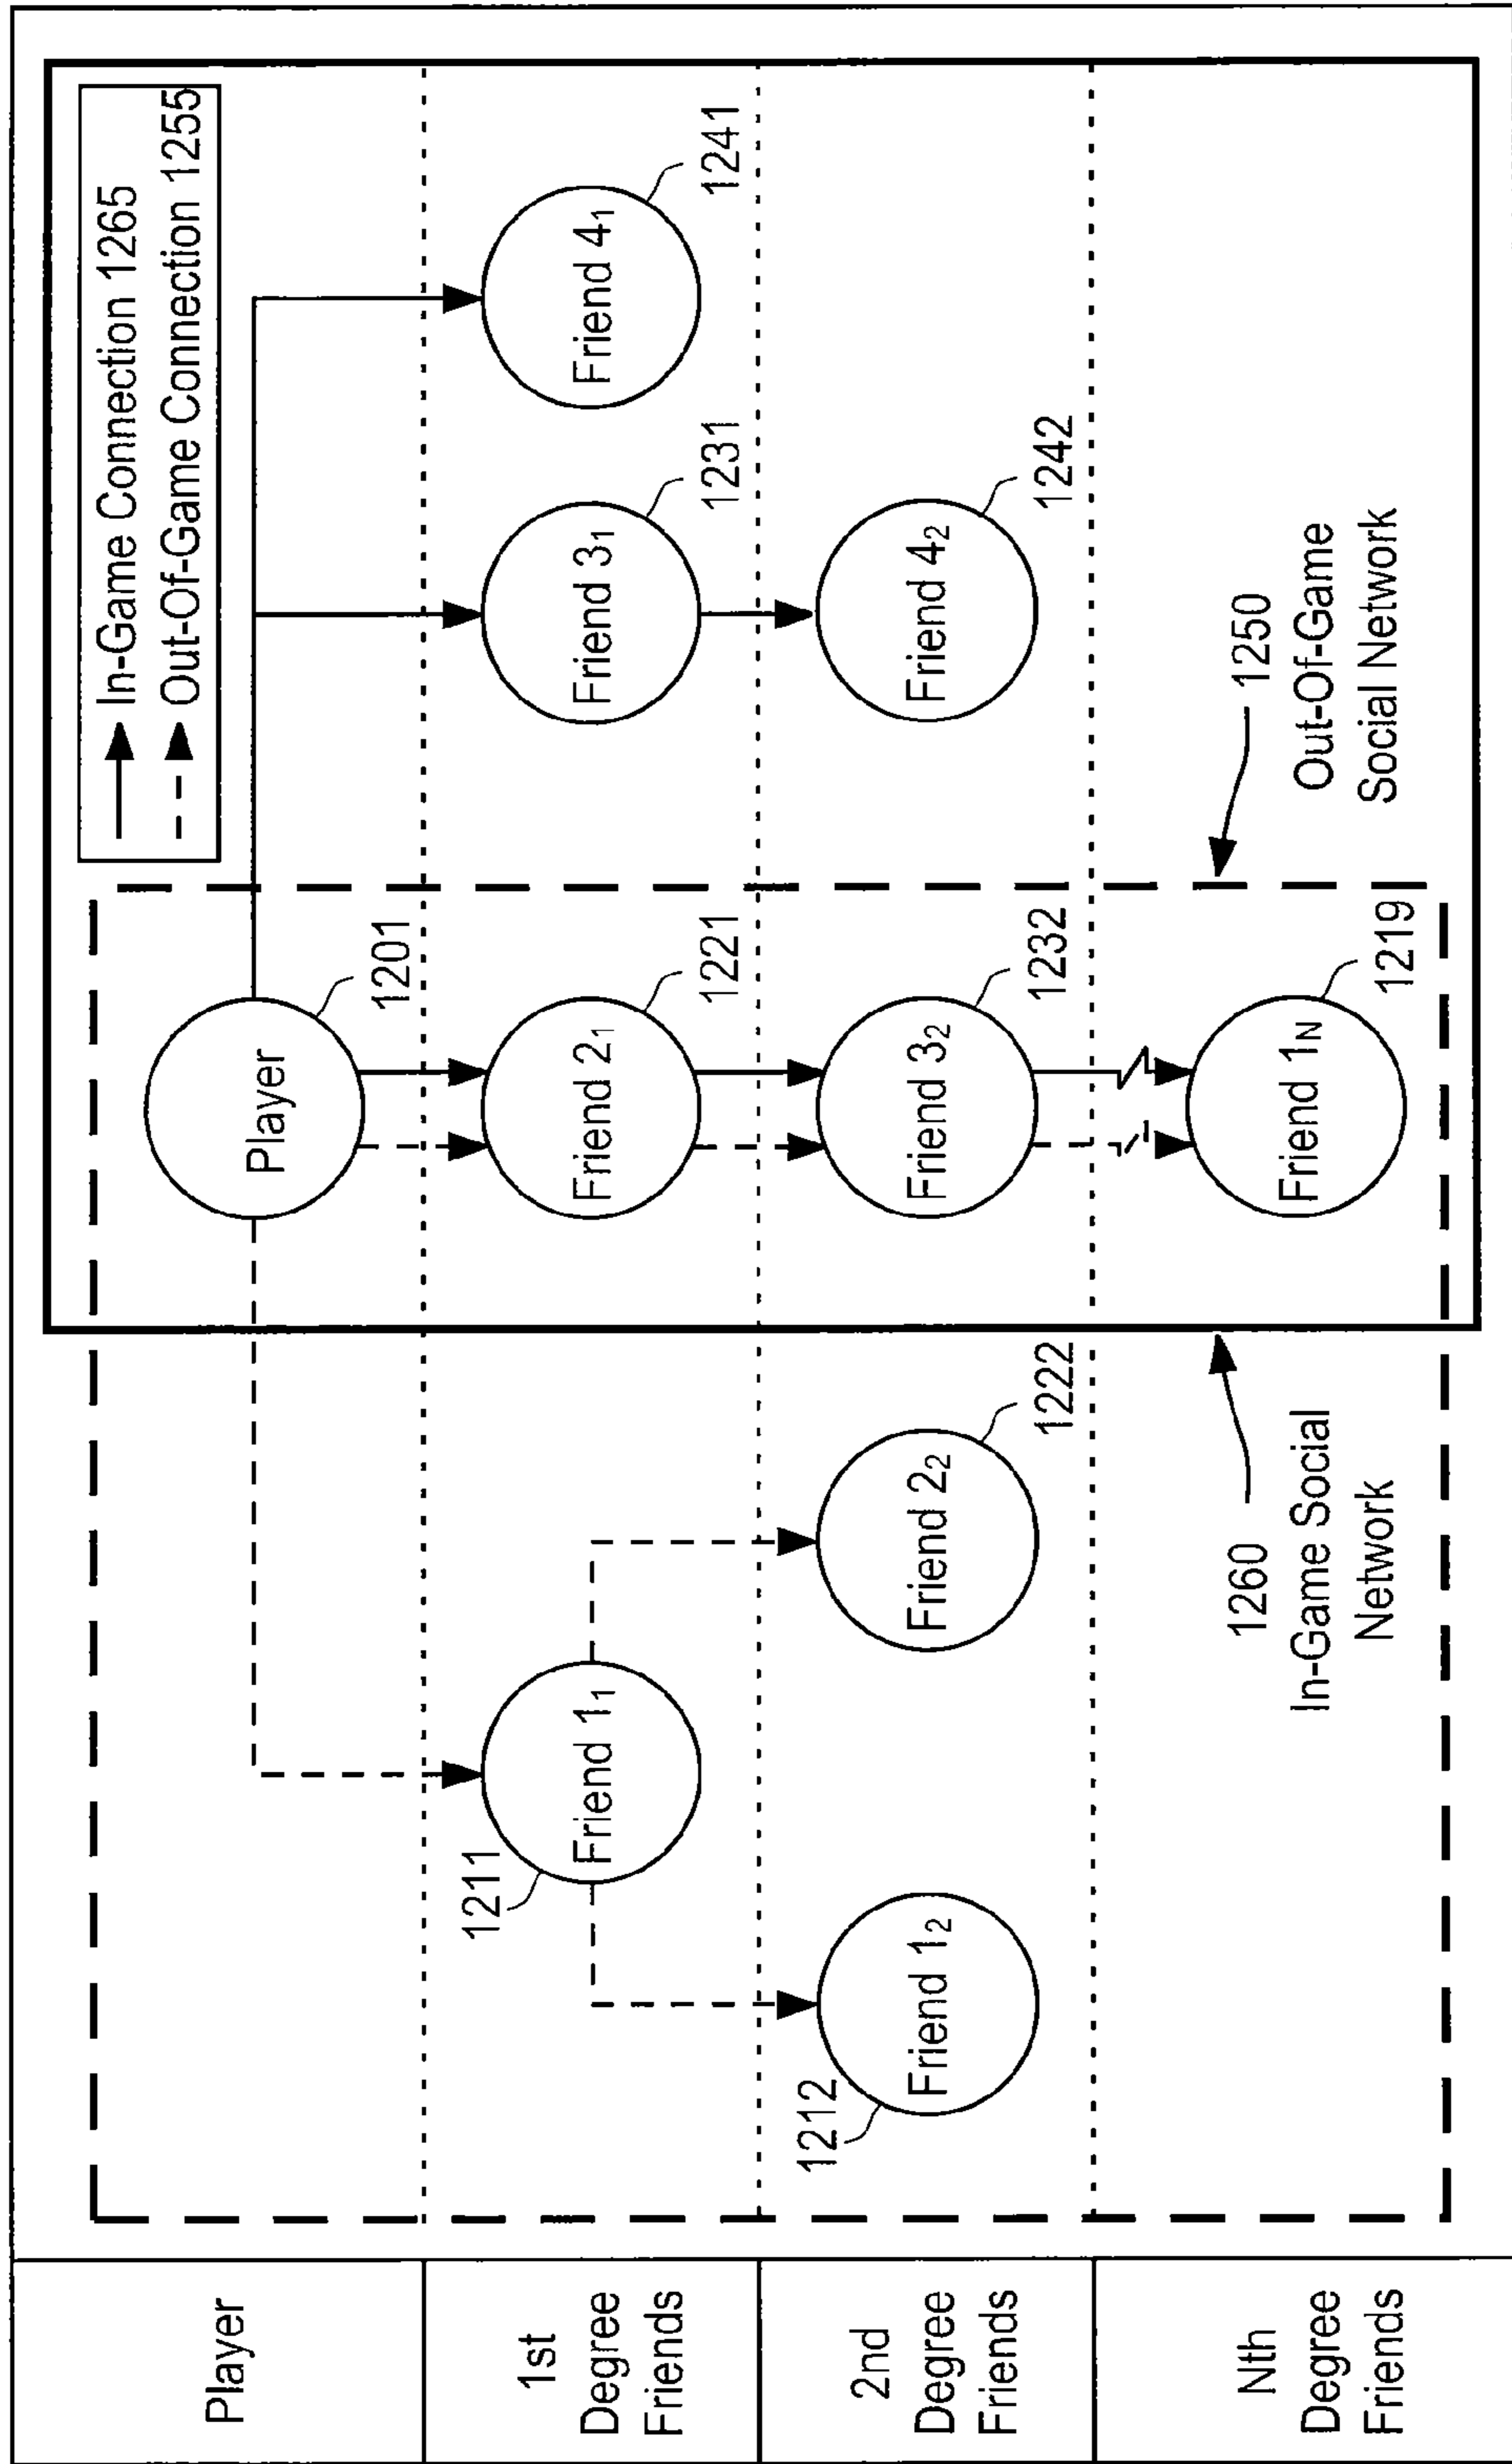 Player
1st
Degree
Friends
2nd
Degree
Friends
Nth
Degree
Friends
In-Game Connection 1265
Out-Of-Game Connection 1255
Player
1201
1211
Friend 1₁
Friend 2₁
1221
Friend 3₁
1231
Friend 4₁
1241
1212
Friend 1₂
Friend 2₂
1222
Friend 3₂
1232
Friend 4₂
1242
1260
In-Game Social
Network
Friend 1N
1219
1250
Out-Of-Game
Social Network